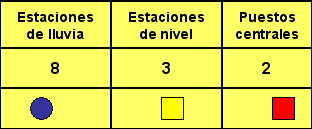 Estaciones de lluvia
Estaciones de nivel
Puestos centrales
8
3
2